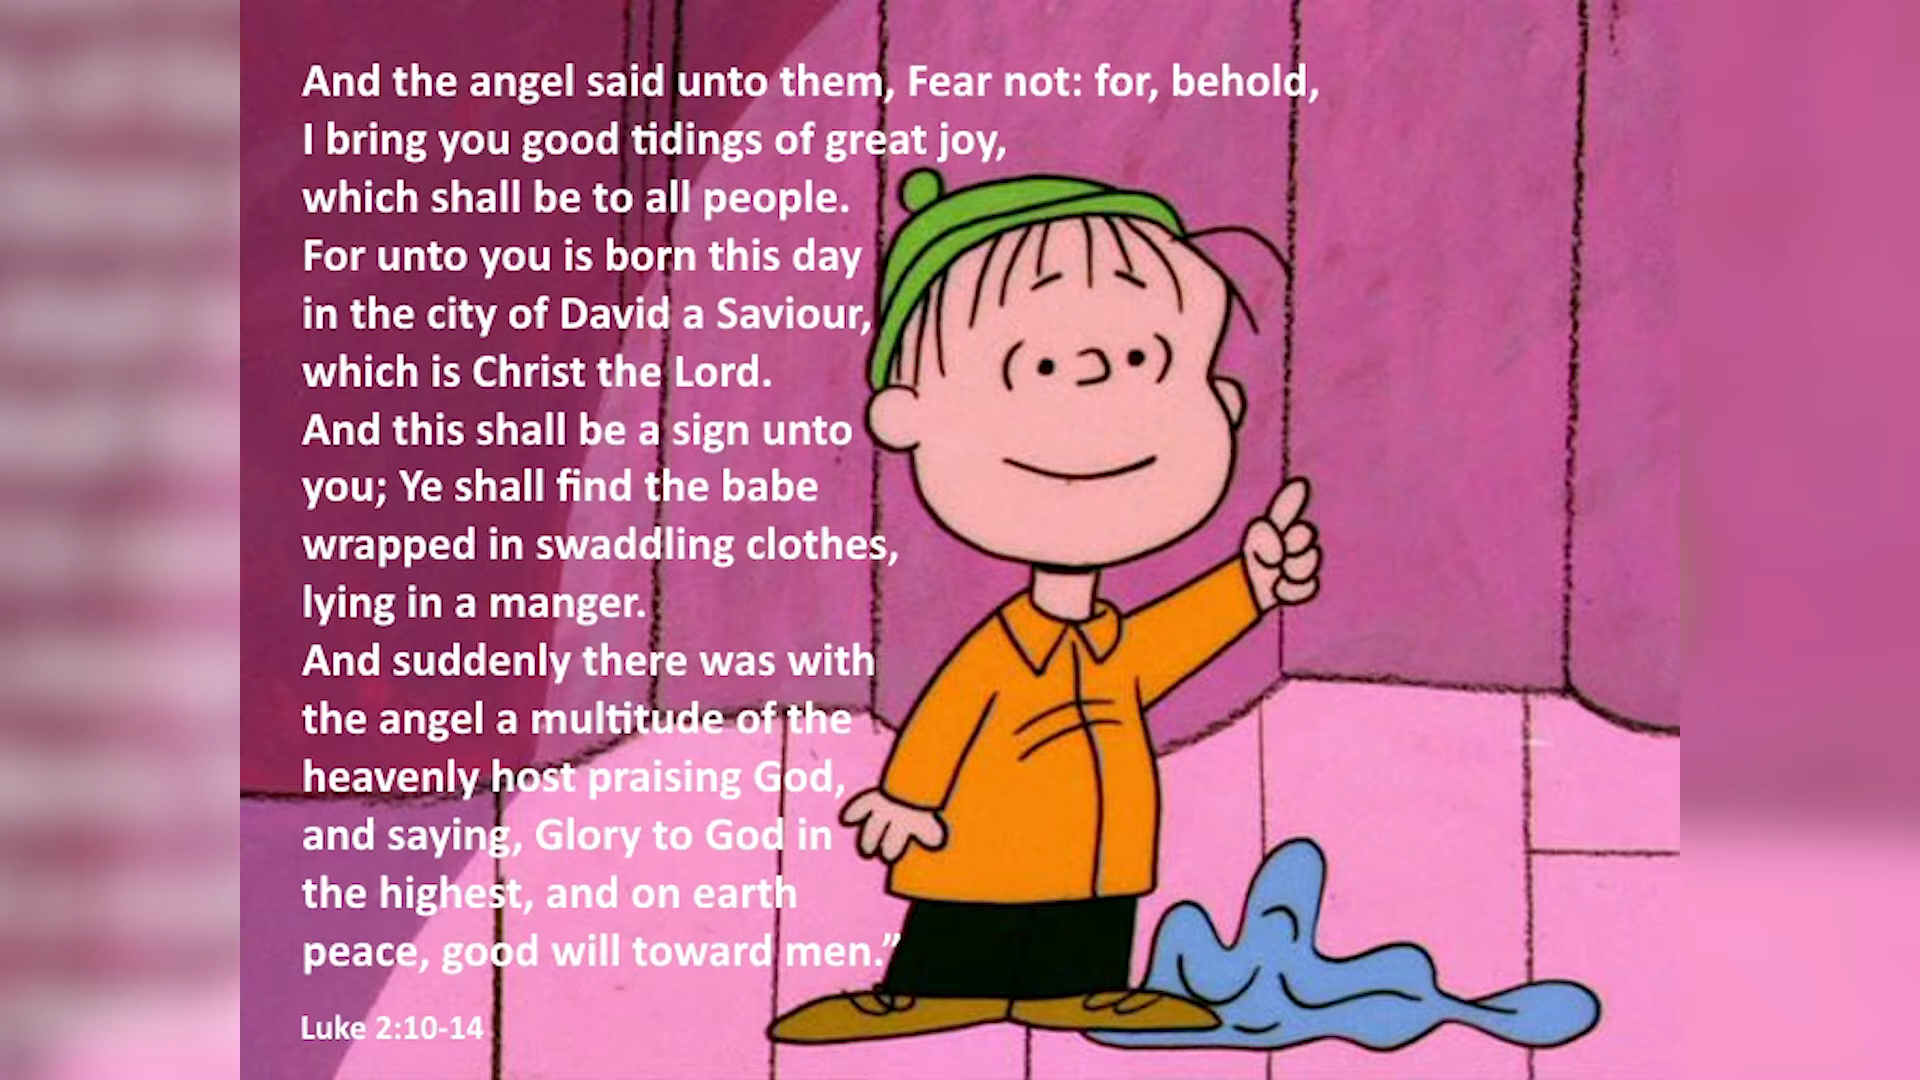 And the angel said unto them, Fear not: for, behold,
I bring you good tidings of great joy,
which shall be to all people.
For unto you is born this day
in the city of David a Saviour,
which is Christ the Lord.
And this shall be a sign unto
you; Ye shall find the babe
wrapped in swaddling clothes,
lying in a manger.
And suddenly there was with
the angel a multitude of the
heavenly host praising God,
and saying, Glory to God in
the highest, and on earth
peace, good will toward men.”
Luke 2:10-14